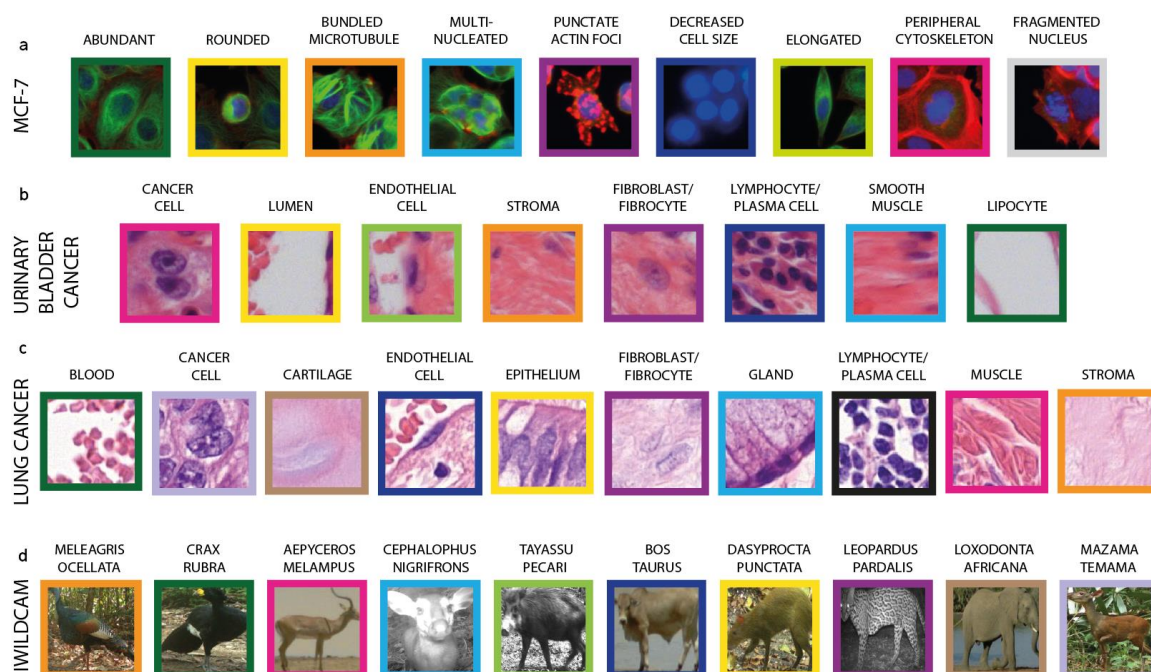 a
MCF-7
ABUNDANT
ROUNDED
BUNDLED
MICROTUBULE
MULTI-
NUCLEATED
PUNCTATE
ACTIN FOCI
DECREASED
CELL SIZE
ELONGATED
PERIPHERAL
CYTOSKELETON
FRAGMENTED
NUCLEUS
b
URINARY
BLADDER
CANCER
CANCER
CELL
LUMEN
ENDOTHELIAL
CELL
STROMA
FIBROBLAST/
FIBROCYTE
LYMPHOCYTE/
PLASMA CELL
SMOOTH
MUSCLE
LIPOCYTE
c
LUNG CANCER
BLOOD
CANCER
CELL
CARTILAGE
ENDOTHELIAL
CELL
EPITHELIUM
FIBROBLAST/
FIBROCYTE
GLAND
LYMPHOCYTE/
PLASMA CELL
MUSCLE
STROMA
d
IWILDCAM
MELEAGRIS
OCELLATA
CRAX
RUBRA
AEPYCEROS
MELAMPUS
CEPHALOPHUS
NIGRIFRONS
TAYASSU
PECARI
BOS
TAURUS
DASYPROCTA
PUNCTATA
LEOPARDUS
PARDALIS
LOXODONTA
AFRICANA
MAZAMA
TEMAMA